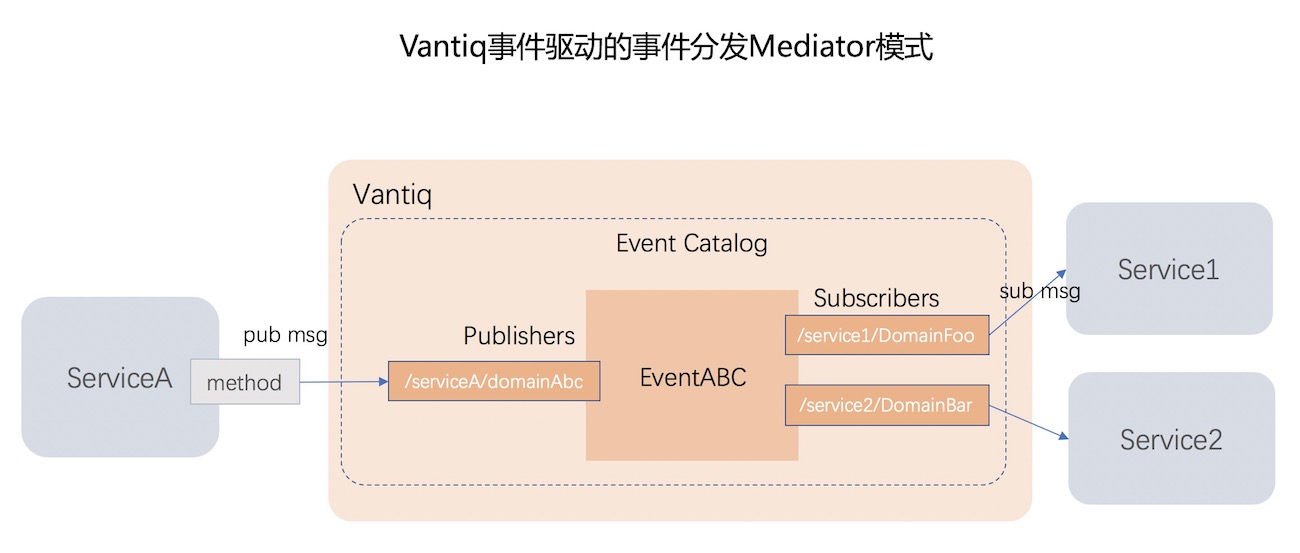 Vantiq事件驱动的事件分发Mediator模式
Vantiq
Event Catalog
ServiceA
method
pub msg
Publishers
/serviceA/domainAbc
EventABC
Subscribers
/service1/DomainFoo
/service2/DomainBar
sub msg
Service1
Service2